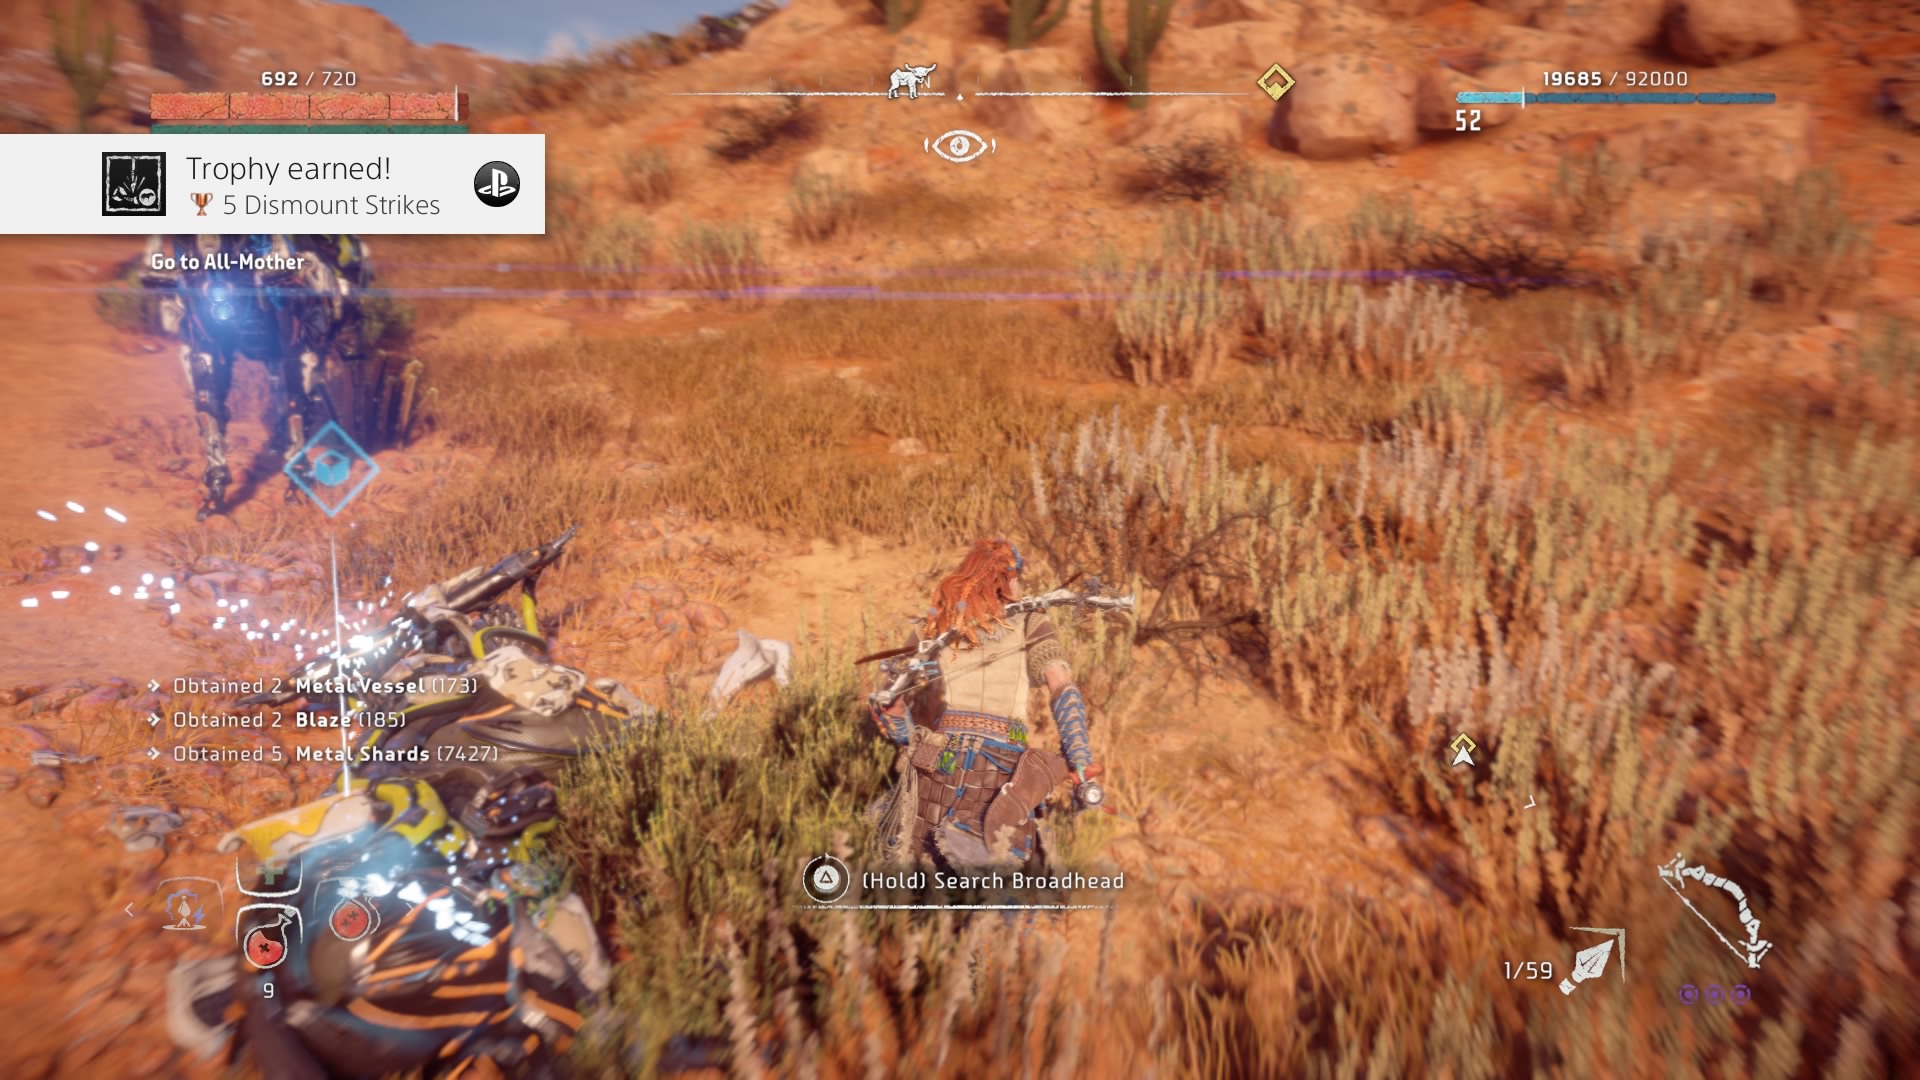 692 / 720
19685 / 92000
52
Trophy earned!
5 Dismount Strikes
Go to All-Mother
Obtained 2 Metal Vessel (173)
Obtained 2 Blaze (185)
Obtained 5 Metal Shards (7427)
(Hold) Search Broadhead
9
1/59